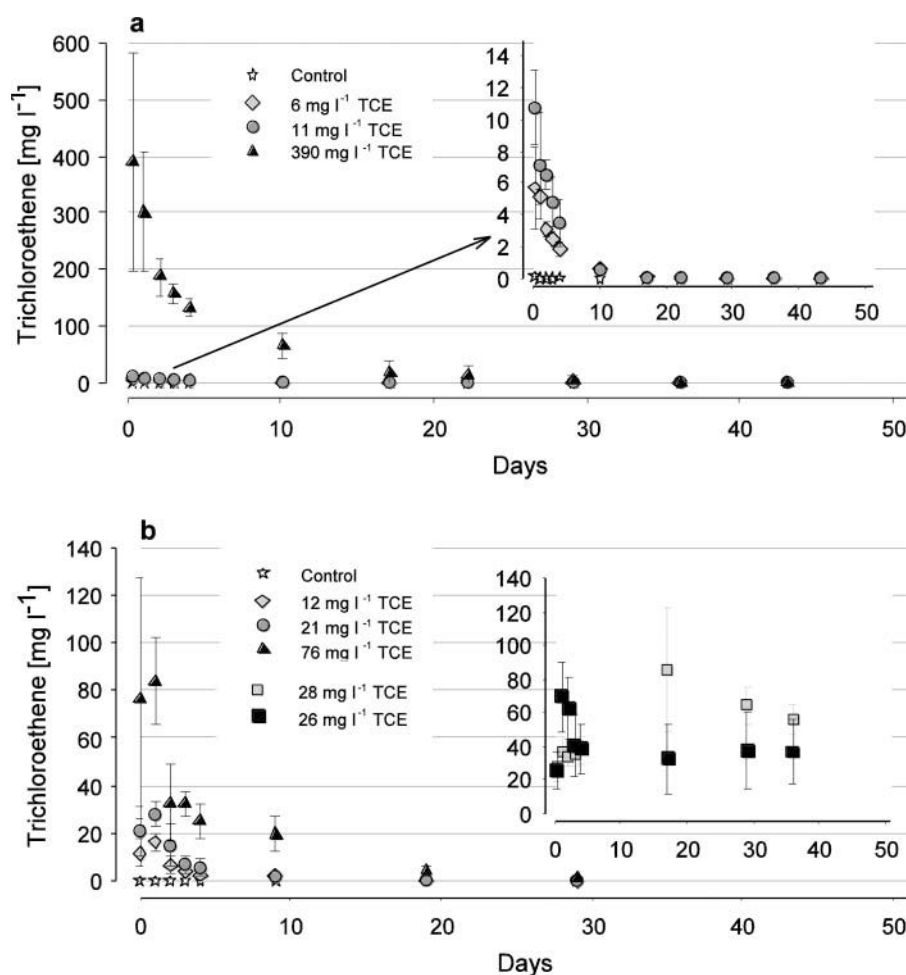 a
Trichloroethene [mg l⁻¹]
600
500
400
300
200
100
0
Control
6 mg l⁻¹ TCE
11 mg l⁻¹ TCE
390 mg l⁻¹ TCE
14
12
10
8
6
4
2
0
0 10 20 30 40 50
0 10 20 30 40 50
Days
b
Trichloroethene [mg l⁻¹]
140
120
100
80
60
40
20
0
Control
12 mg l⁻¹ TCE
21 mg l⁻¹ TCE
76 mg l⁻¹ TCE
28 mg l⁻¹ TCE
26 mg l⁻¹ TCE
140
120
100
80
60
40
20
0
0 10 20 30 40 50
0 10 20 30 40 50
Days